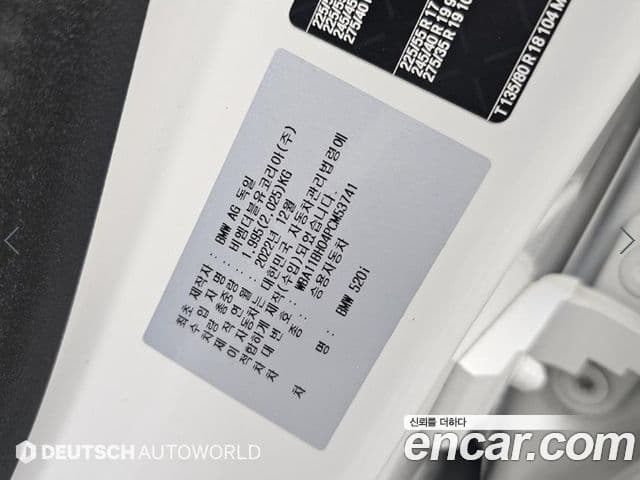 최초 제작자 : BMW AG 독일
수 입 자 명 : 비엠더블유코리아(주)
차량 총중량 : 1,995(2,025)KG
제 작 연 월 : 2022년 12월
이 자동차는 대한민국 자동차관리법령에
적합하게 제작(수입)되었습니다.
차 대 번 호 : WBA11BH04PCM53741
차 종 : 승용자동차
차 명 : BMW 520i
225/55 R 17
245/40 R 19
275/35 R 19
T 135/80 R 18 104 M
DEUTSCH AUTOWORLD
신뢰를 더하다
encar.com